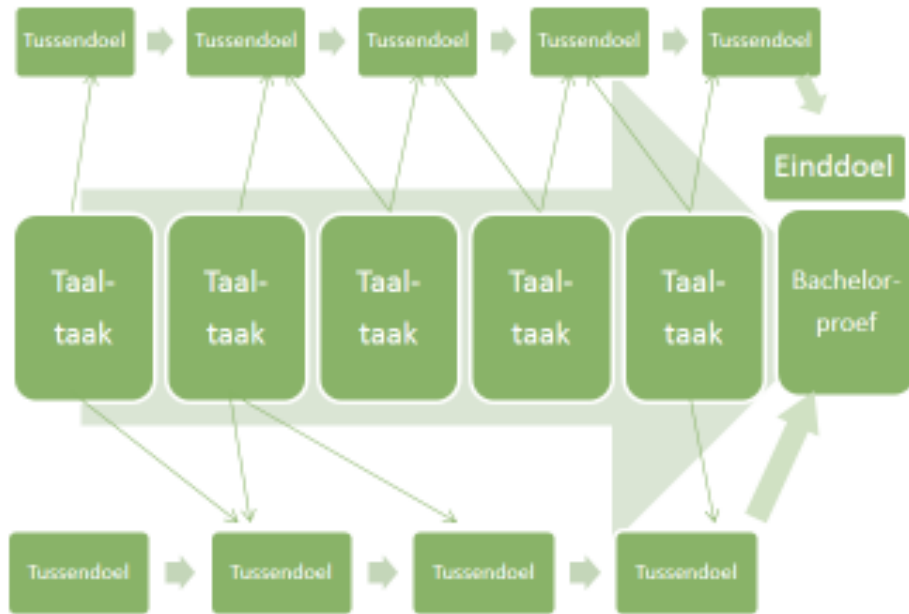 Tussendoel
Tussendoel
Tussendoel
Tussendoel
Tussendoel
Einddoel
Taal-
taak
Taal-
taak
Taal-
taak
Taal-
taak
Taal-
taak
Bachelor-
proef
Tussendoel
Tussendoel
Tussendoel
Tussendoel